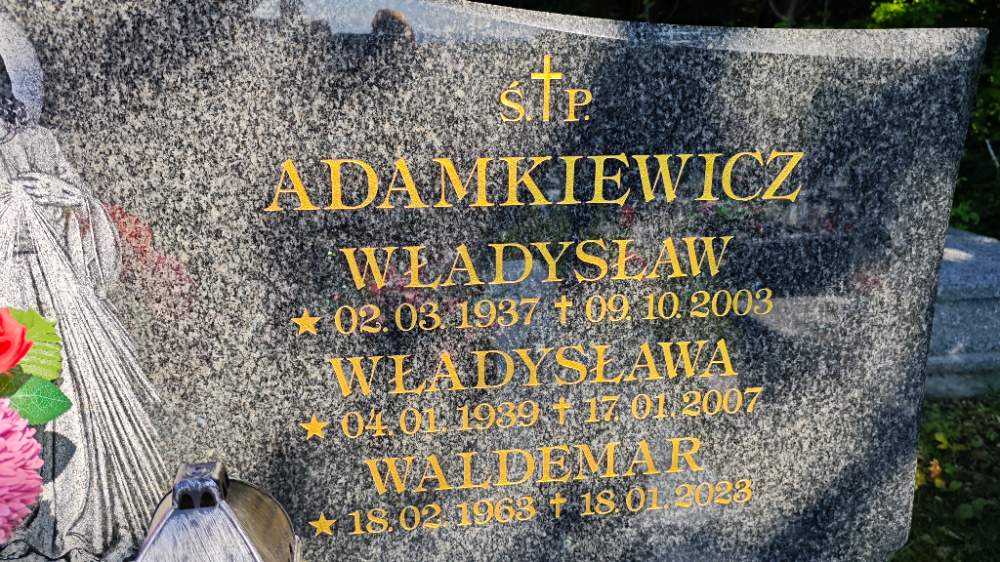 Ś.†P.
ADAMKIEWICZ
WŁADYSŁAW
★ 02.03.1937 † 09.10.2003
WŁADYSŁAWA
★ 04.01.1939 † 17.01.2007
WALDEMAR
★ 18.02.1963 † 18.01.2023